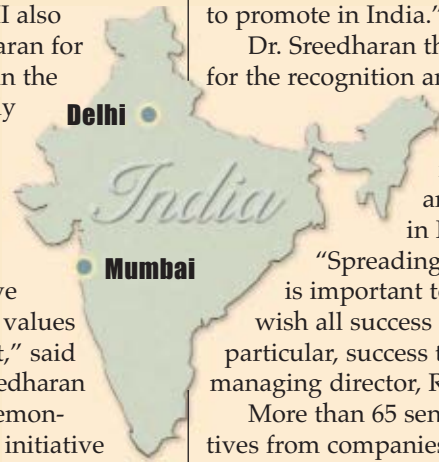 I also
aran for
n the
y
ve
values
t,” said
edharan
emon-
initiative
Delhi
India
Mumbai
to promote in India.”
Dr. Sreedharan th
for the recognition an
ar
in I
“Spreading
is important to
wish all success
particular, success t
managing director, R
More than 65 sen
tives from companies